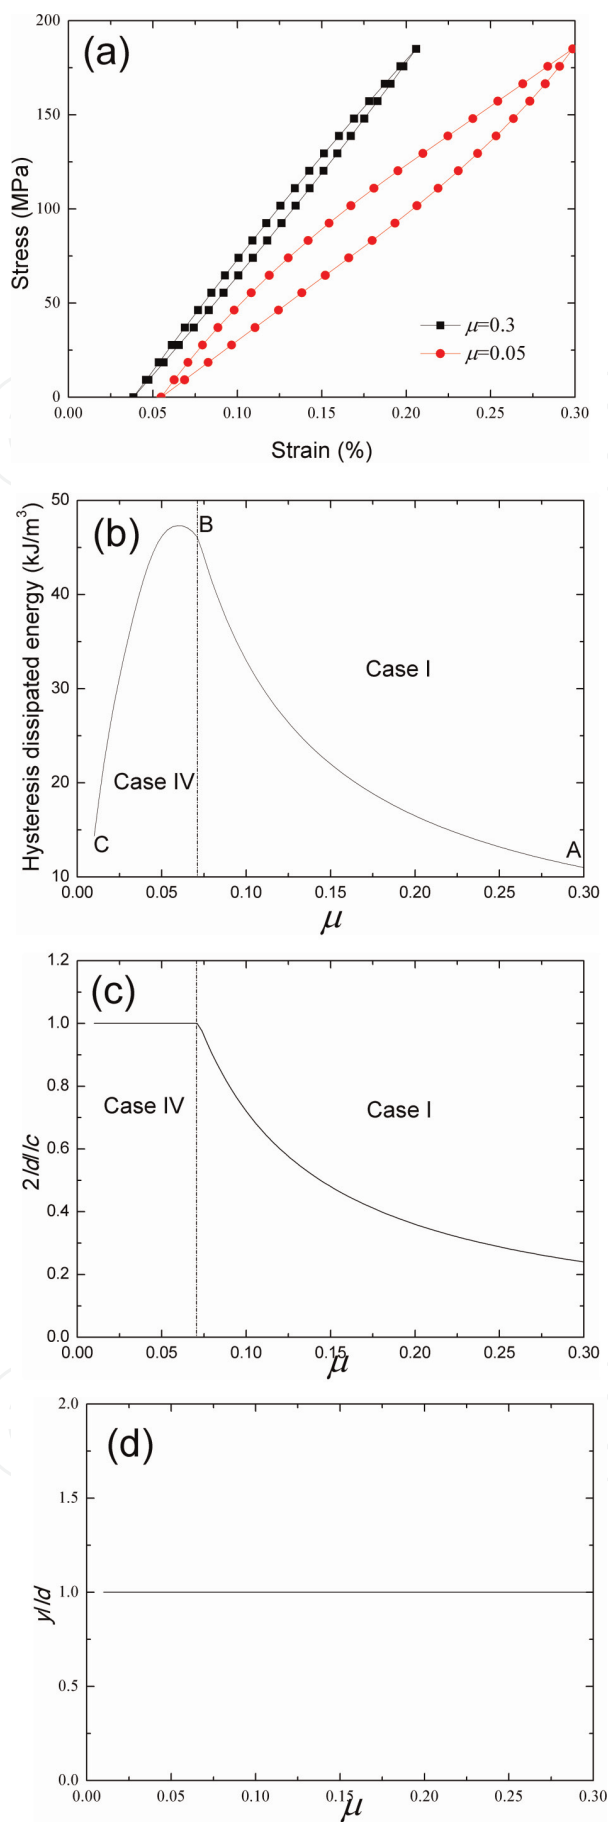 (a)
200
150
100
50
0
Stress (MPa)
μ=0.3
μ=0.05
0.00 0.05 0.10 0.15 0.20 0.25 0.30
Strain (%)
(b)
50
40
30
20
10
Hysteresis dissipated energy (kJ/m³)
B
Case I
Case IV
C
A
0.00 0.05 0.10 0.15 0.20 0.25 0.30
μ
(c)
1.2
1.0
0.8
0.6
0.4
0.2
0.0
2ld/lc
Case IV
Case I
0.00 0.05 0.10 0.15 0.20 0.25 0.30
μ
(d)
2.0
1.5
1.0
0.5
0.0
y/ld
0.00 0.05 0.10 0.15 0.20 0.25 0.30
μ